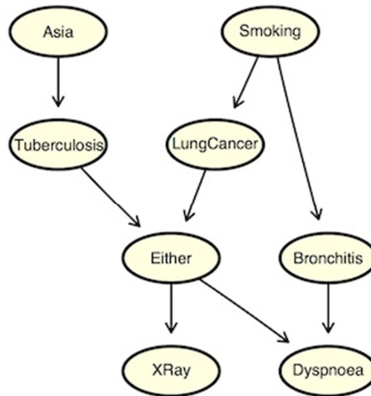 Asia
Smoking
Tuberculosis
LungCancer
Either
Bronchitis
XRay
Dyspnoea